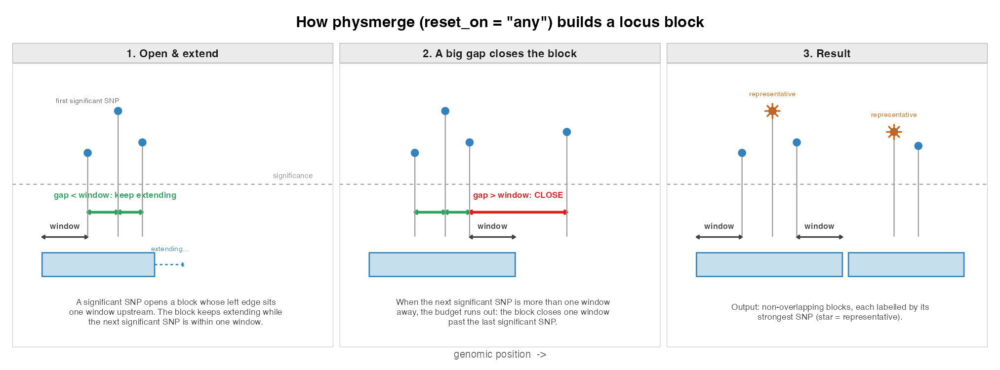 How physmerge (reset_on = "any") builds a locus block
1. Open & extend
first significant SNP
significance
gap < window: keep extending
window
extending...
A significant SNP opens a block whose left edge sits
one window upstream. The block keeps extending while
the next significant SNP is within one window.
2. A big gap closes the block
gap > window: CLOSE
window
When the next significant SNP is more than one window
away, the budget runs out: the block closes one window
past the last significant SNP.
3. Result
representative
representative
window
window
Output: non-overlapping blocks, each labelled by its
strongest SNP (star = representative).
genomic position ->